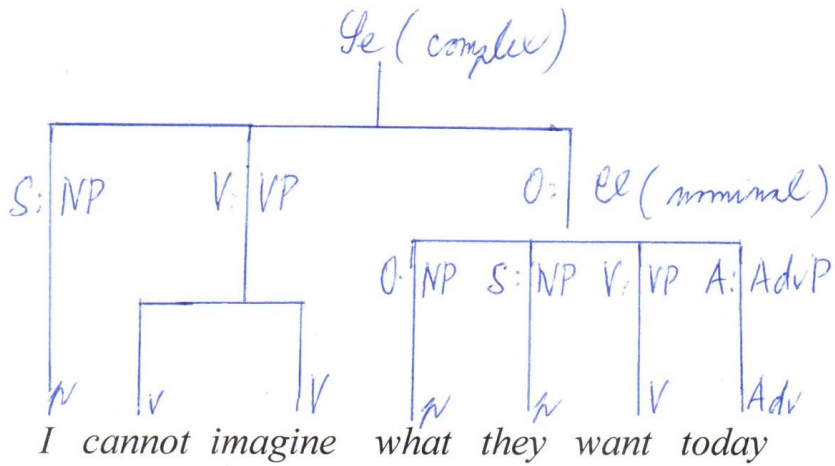 Se (complex)
S: NP V: VP O: Cl (nominal)
O: NP S: NP V: VP A: AdvP
n v v n n v Adv
I cannot imagine what they want today